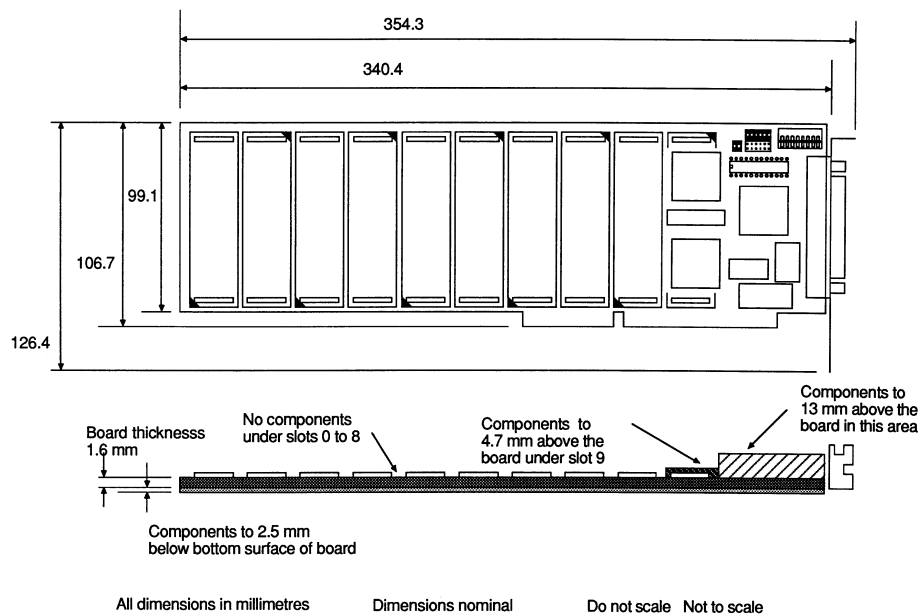 354.3
340.4
99.1
106.7
126.4
Components to
13 mm above the
board in this area
No components
under slots 0 to 8
Components to
4.7 mm above the
board under slot 9
Board thicknesss
1.6 mm
Components to 2.5 mm
below bottom surface of board
All dimensions in millimetres Dimensions nominal Do not scale Not to scale